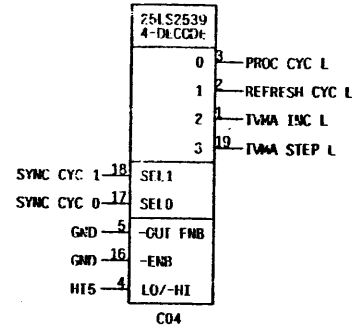 25LS2539
4-DECODE
0 3 PROC CYC L
1 2 REFRESH CYC L
2 1 TVMA INC L
3 19 TVMA STEP L
SYNC CYC 1 18 SEL1
SYNC CYC 0 17 SEL0
GND 5 -OUT ENB
GND 16 -ENB
HI5 4 LO/-HI
C04